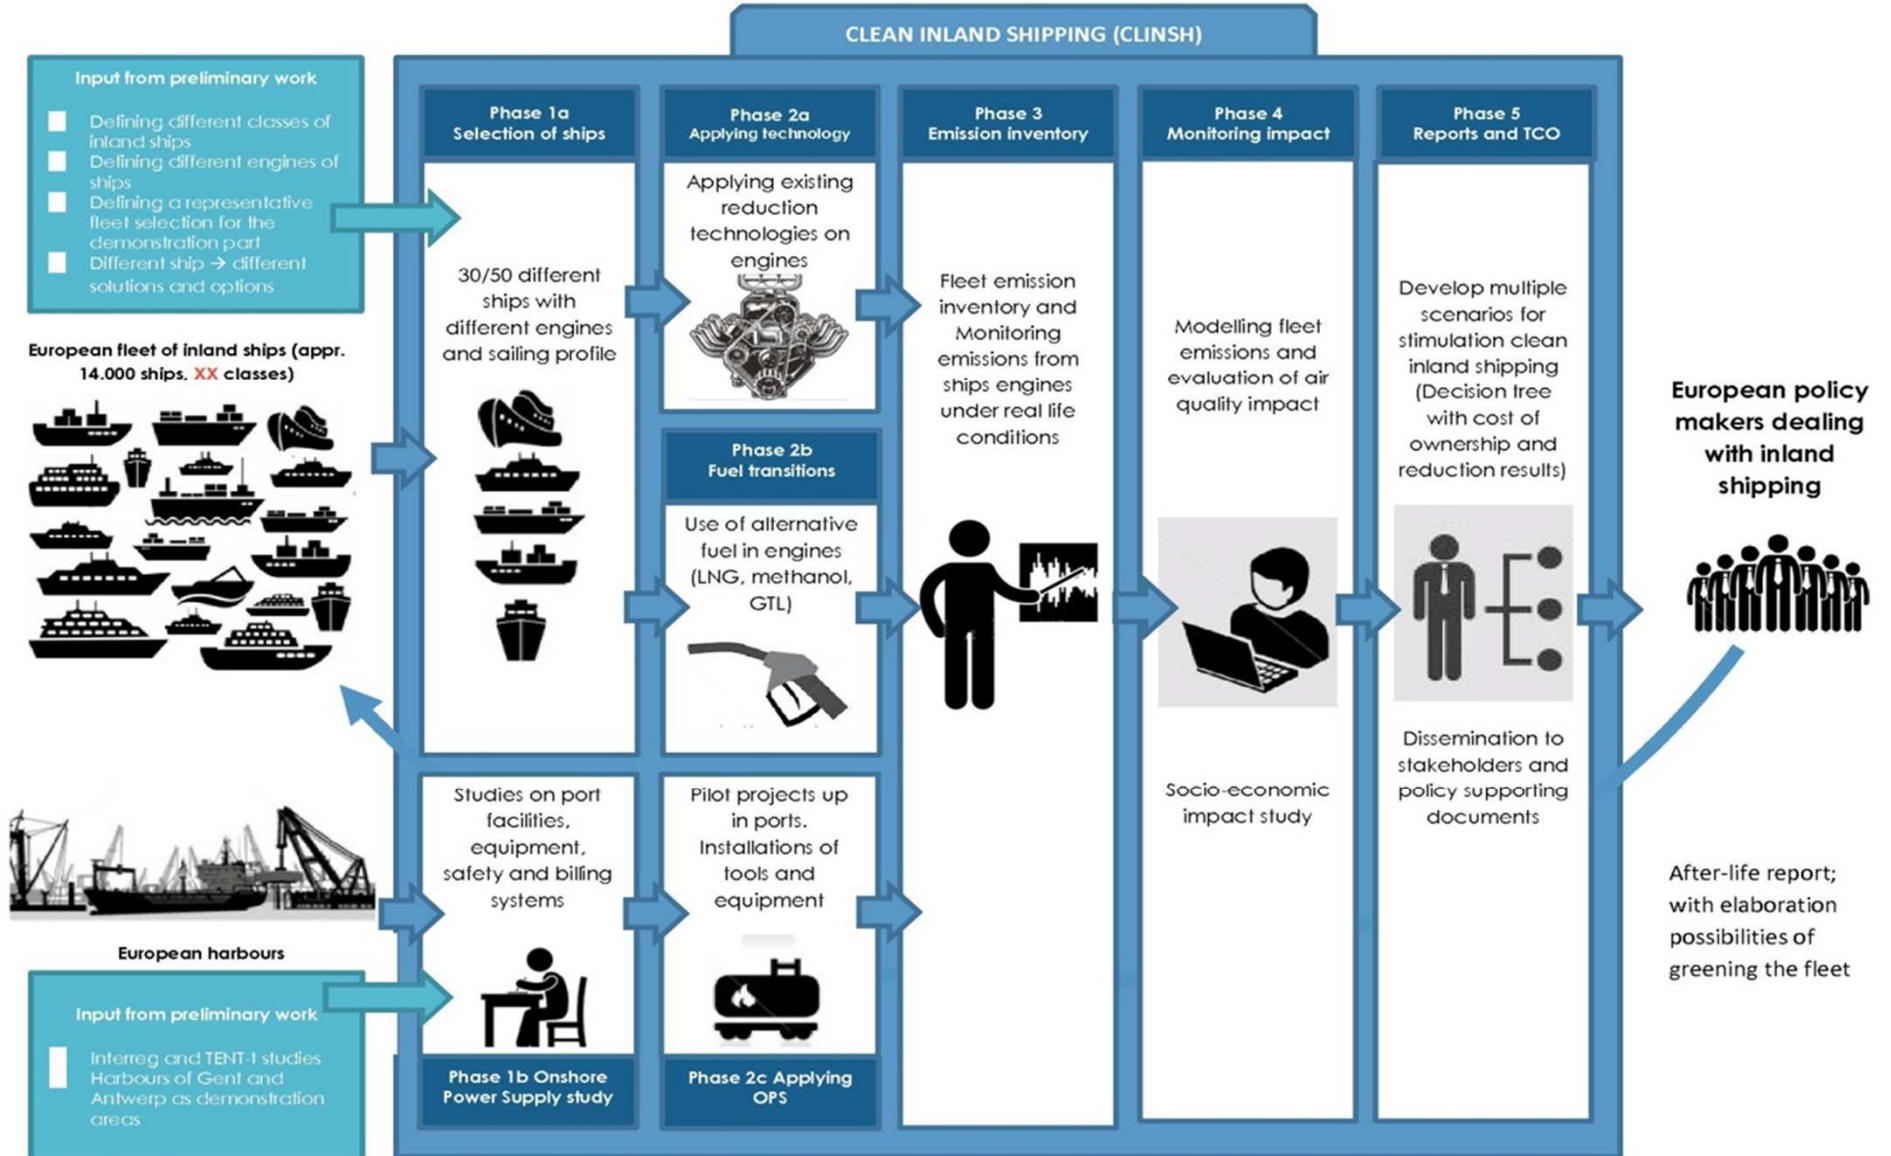 CLEAN INLAND SHIPPING (CLINSH)
Input from preliminary work
Defining different classes of
inland ships
Defining different engines of
ships
Defining a representative
fleet selection for the
demonstration part
Different ship → different
solutions and options
European fleet of inland ships (appr.
14.000 ships, XX classes)
European harbours
Input from preliminary work
Interreg and TENT-t studies
Harbours of Gent and
Antwerp as demonstration
areas
Phase 1a
Selection of ships
30/50 different
ships with
different engines
and sailing profile
Studies on port
facilities,
equipment,
safety and billing
systems
Phase 1b Onshore
Power Supply study
Phase 2a
Applying technology
Applying existing
reduction
technologies on
engines
Phase 2b
Fuel transitions
Use of alternative
fuel in engines
(LNG, methanol,
GTL)
Pilot projects up
in ports.
Installations of
tools and
equipment
Phase 2c Applying
OPS
Phase 3
Emission inventory
Fleet emission
inventory and
Monitoring
emissions from
ships engines
under real life
conditions
Phase 4
Monitoring impact
Modelling fleet
emissions and
evaluation of air
quality impact
Socio-economic
impact study
Phase 5
Reports and TCO
Develop multiple
scenarios for
stimulation clean
inland shipping
(Decision tree
with cost of
ownership and
reduction results)
Dissemination to
stakeholders and
policy supporting
documents
European policy
makers dealing
with inland
shipping
After-life report;
with elaboration
possibilities of
greening the fleet